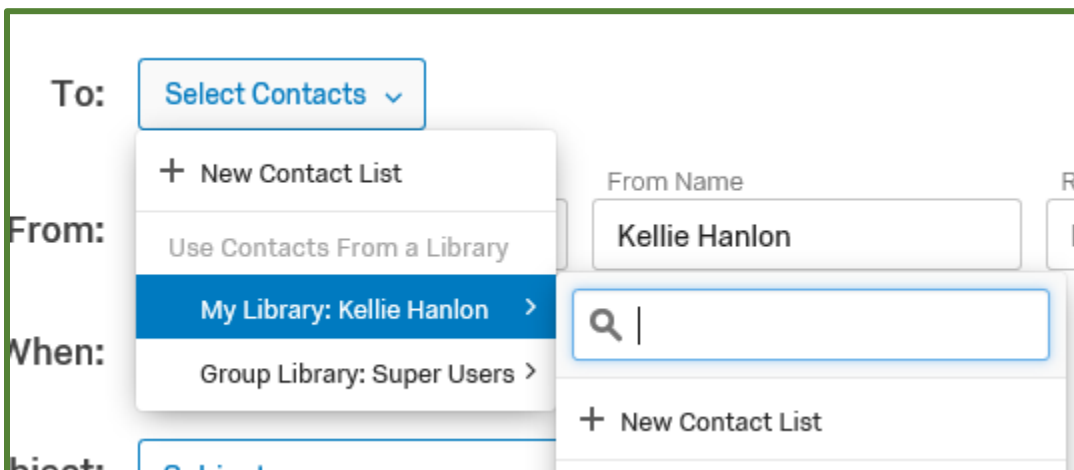 To:
Select Contacts
New Contact List
From Name
From:
Kellie Hanlon
Use Contacts From a Library
My Library: Kellie Hanlon
When:
Group Library: Super Users
New Contact List